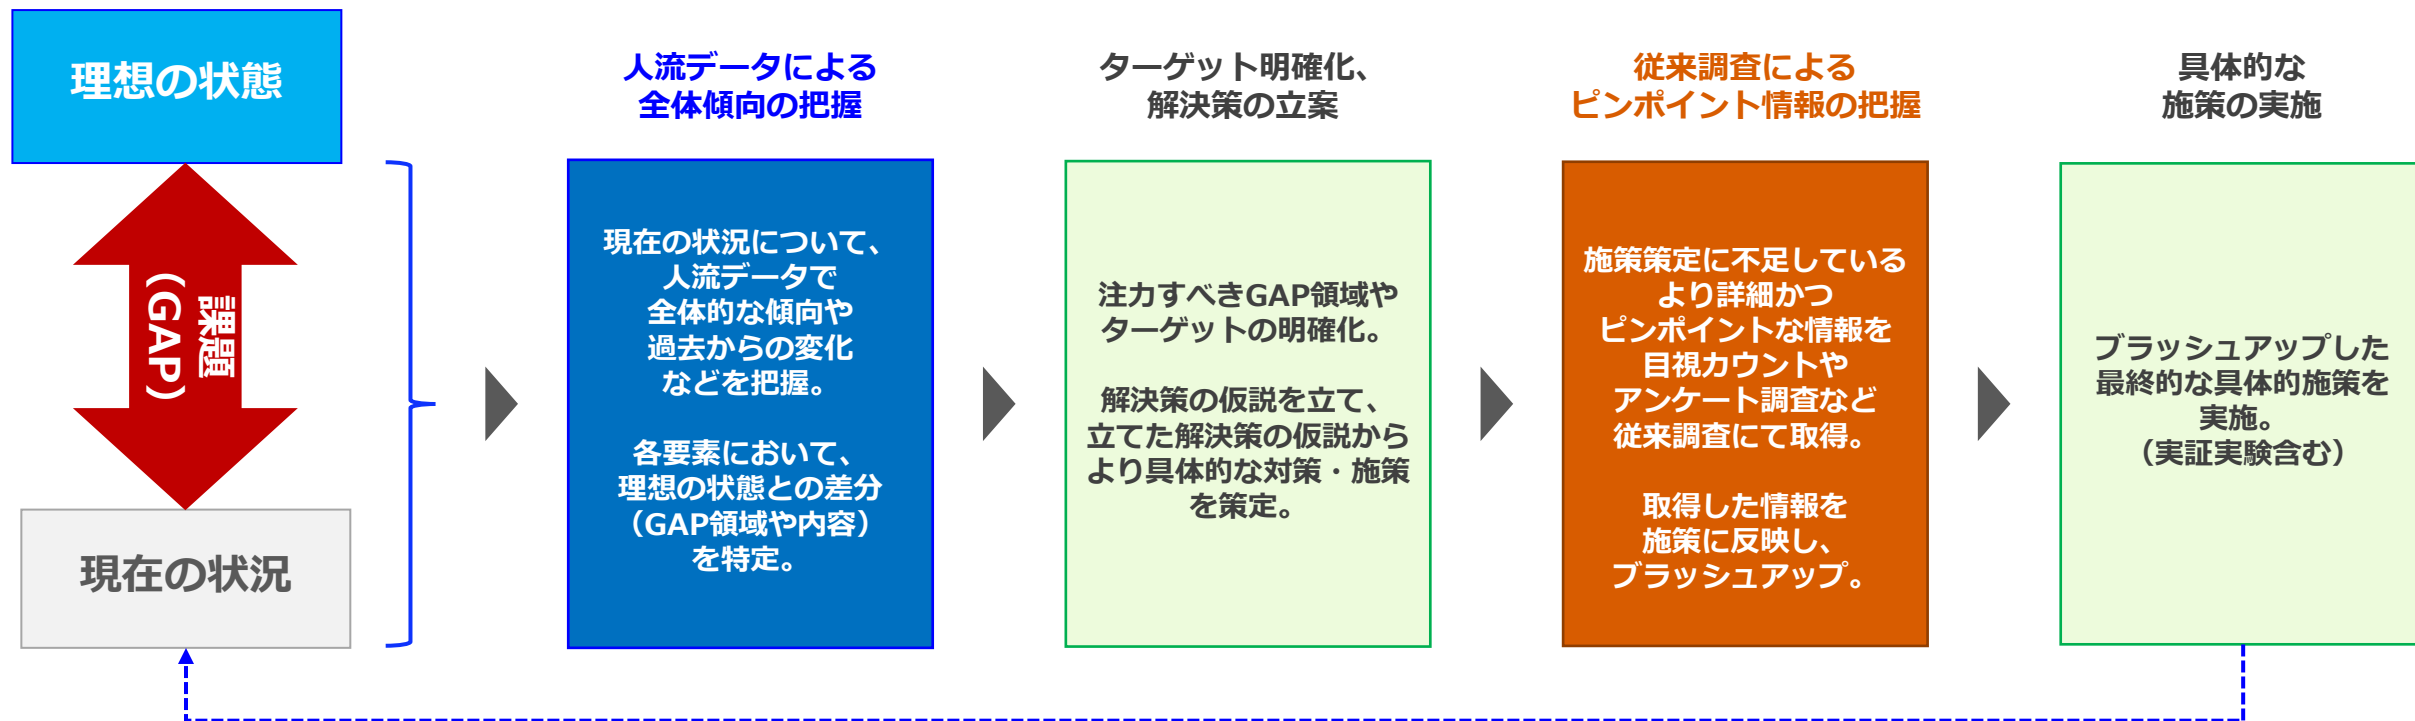 理想の状態
課題
（GAP）
現在の状況
人流データによる
全体傾向の把握
現在の状況について、
人流データで
全体的な傾向や
過去からの変化
などを把握。
各要素において、
理想の状態との差分
（GAP領域や内容）
を特定。
ターゲット明確化、
解決策の立案
注力すべきGAP領域や
ターゲットの明確化。
解決策の仮説を立て、
立てた解決策の仮説から
より具体的な対策・施策
を策定。
従来調査による
ピンポイント情報の把握
施策策定に不足している
より詳細かつ
ピンポイントな情報を
目視カウントや
アンケート調査など
従来調査にて取得。
取得した情報を
施策に反映し、
ブラッシュアップ。
具体的な
施策の実施
ブラッシュアップした
最終的な具体的施策を
実施。
（実証実験含む）